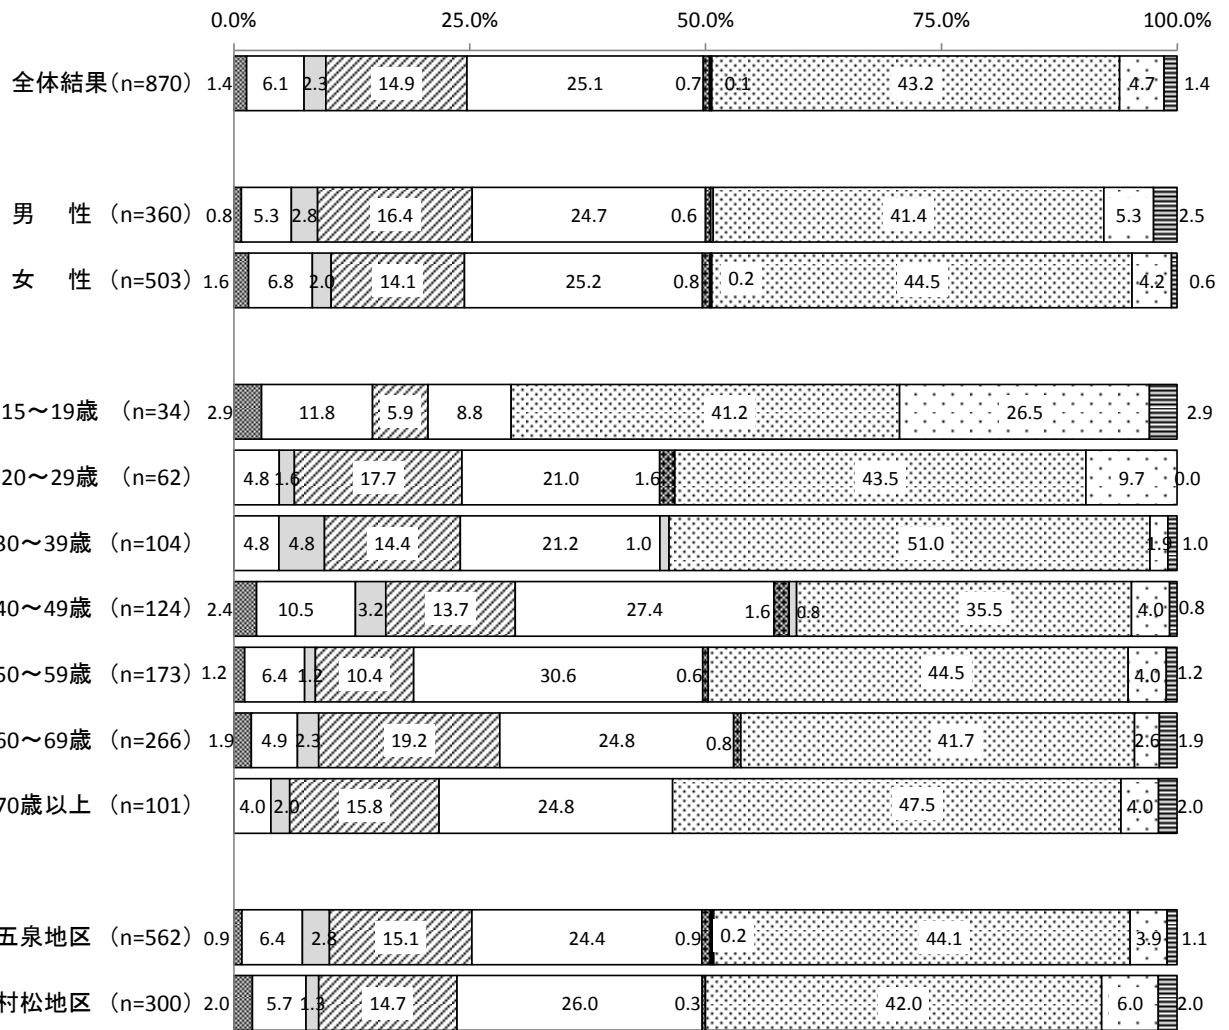 0.0% 25.0% 50.0% 75.0% 100.0%
全体結果(n=870) 1.4 6.1 2.3 14.9 25.1 0.7 0.1 43.2 4.7 1.4
男 性 (n=360) 0.8 5.3 2.8 16.4 24.7 0.6 41.4 5.3 2.5
女 性 (n=503) 1.6 6.8 2.0 14.1 25.2 0.8 0.2 44.5 4.2 0.6
15～19歳 (n=34) 2.9 11.8 5.9 8.8 41.2 26.5 2.9
20～29歳 (n=62) 4.8 1.6 17.7 21.0 1.6 43.5 9.7 0.0
30～39歳 (n=104) 4.8 4.8 14.4 21.2 1.0 51.0 1.9 1.0
40～49歳 (n=124) 2.4 10.5 3.2 13.7 27.4 1.6 0.8 35.5 4.0 0.8
50～59歳 (n=173) 1.2 6.4 1.2 10.4 30.6 0.6 44.5 4.0 1.2
60～69歳 (n=266) 1.9 4.9 2.3 19.2 24.8 0.8 41.7 2.6 1.9
70歳以上 (n=101) 4.0 2.0 15.8 24.8 47.5 4.0 2.0
五泉地区 (n=562) 0.9 6.4 2.8 15.1 24.4 0.9 0.2 44.1 3.9 1.1
村松地区 (n=300) 2.0 5.7 1.3 14.7 26.0 0.3 42.0 6.0 2.0